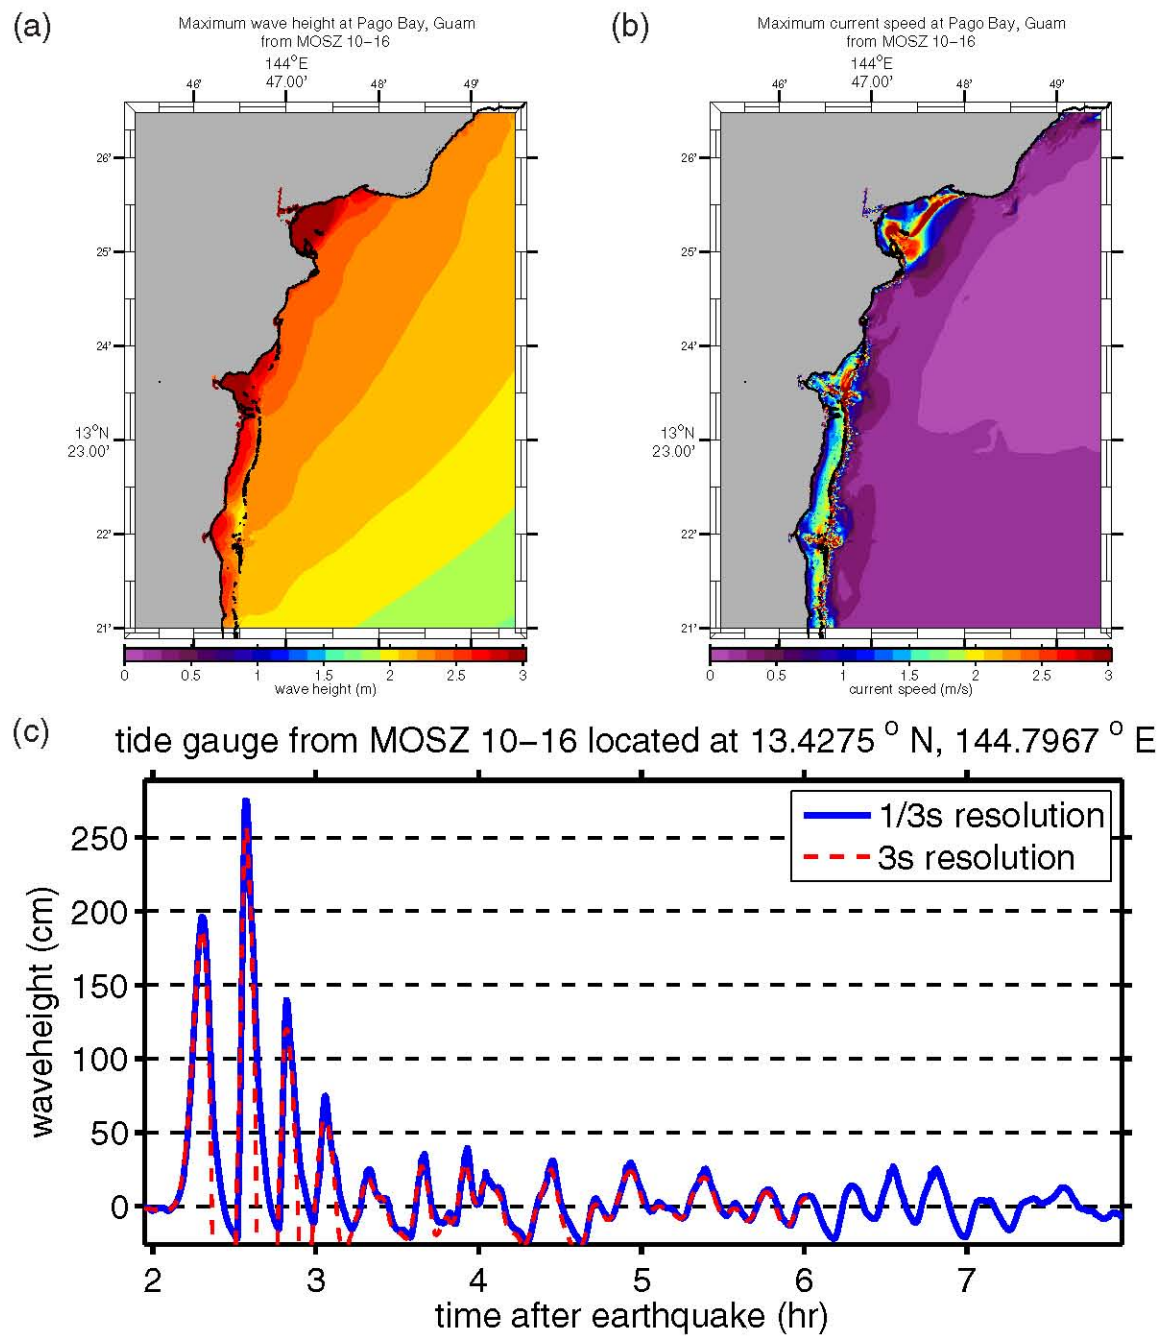 (a)
Maximum wave height at Pago Bay, Guam
from MOSZ 10-16
144°E
46' 47.00' 48' 49'
26'
25'
24'
13°N
23.00'
22'
21'
0 0.5 1 1.5 2 2.5 3
wave height (m)
(b)
Maximum current speed at Pago Bay, Guam
from MOSZ 10-16
144°E
46' 47.00' 48' 49'
26'
25'
24'
13°N
23.00'
22'
21'
0 0.5 1 1.5 2 2.5 3
current speed (m/s)
(c)
tide gauge from MOSZ 10-16 located at 13.4275 ° N, 144.7967 ° E
1/3s resolution
3s resolution
250
200
150
100
50
0
waveheight (cm)
2 3 4 5 6 7
time after earthquake (hr)